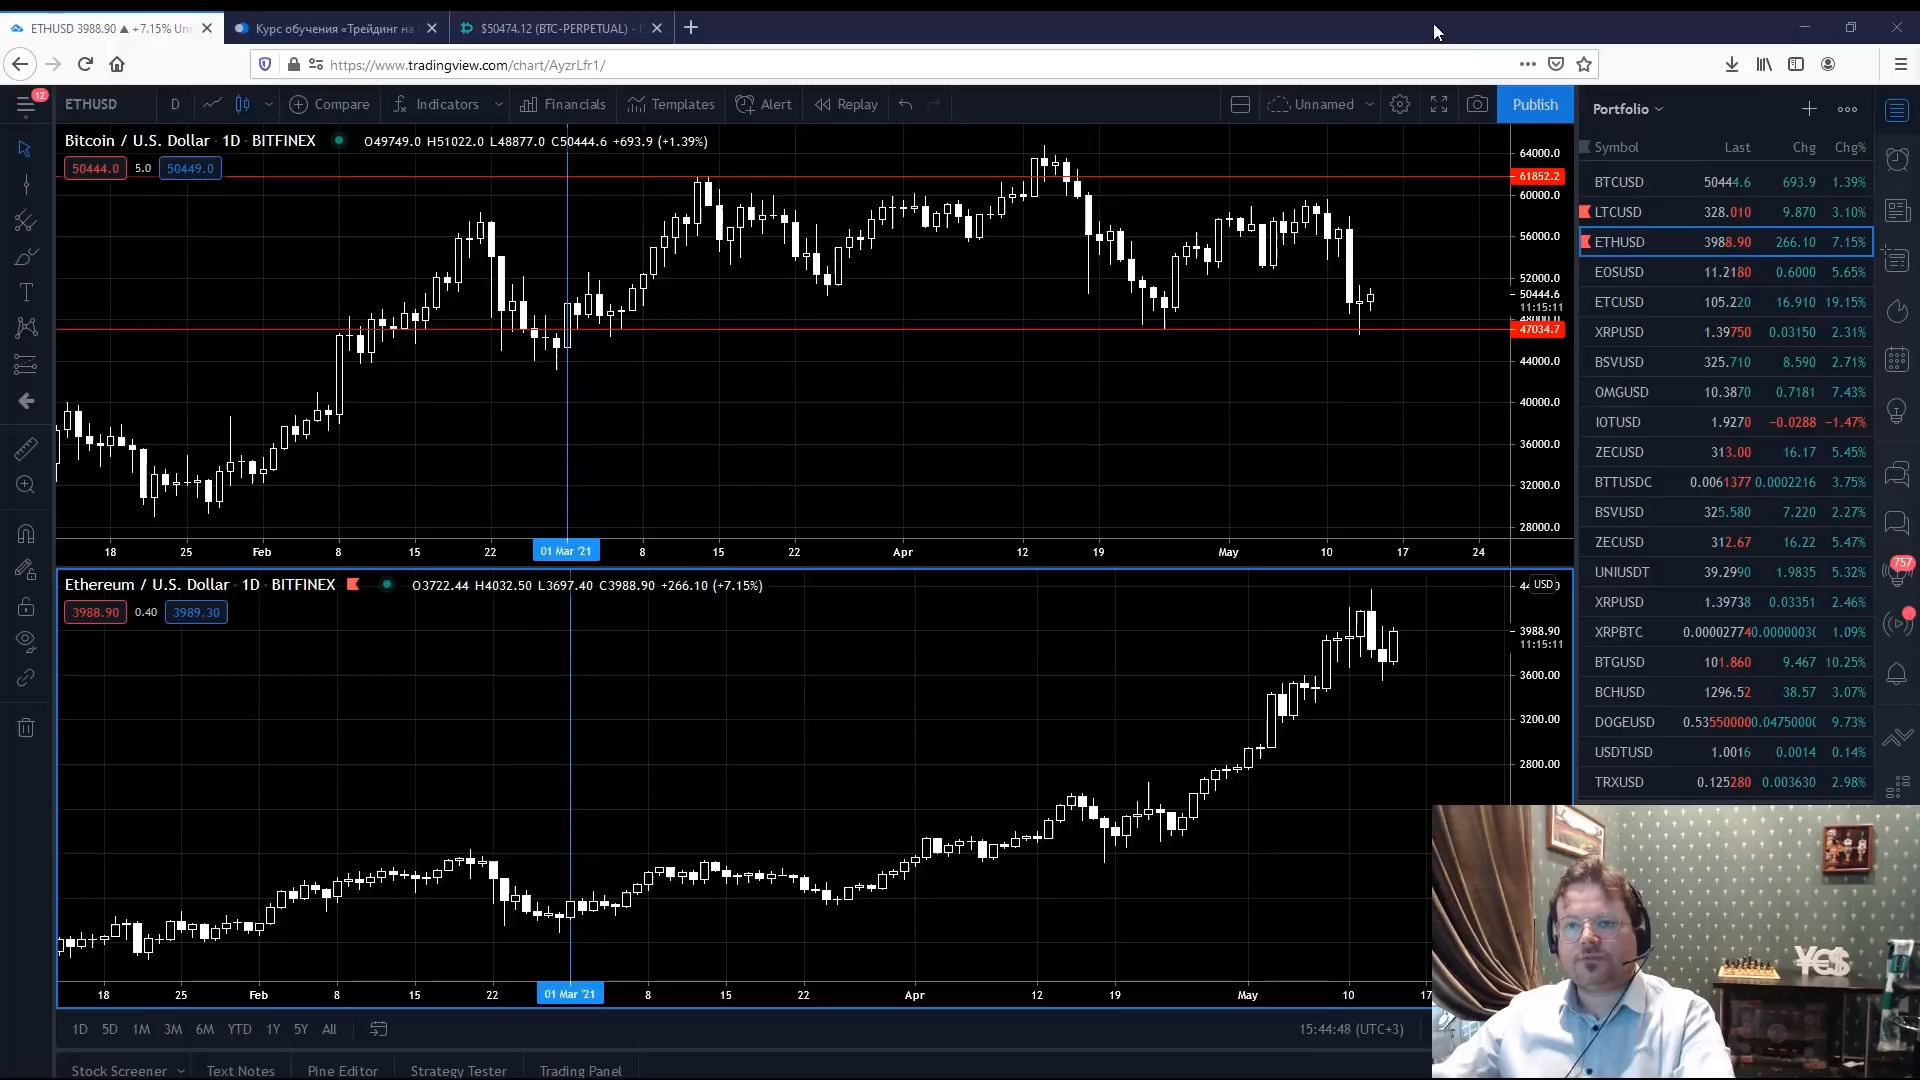 ETHUSD 3988.90 ▲ +7.15% Unn
Курс обучения «Трейдинг на
$50474.12 (BTC-PERPETUAL) -
https://www.tradingview.com/chart/AyzrLfr1/
12
ETHUSD D Compare Indicators Financials Templates Alert Replay Unnamed Publish
Bitcoin / U.S. Dollar · 1D · BITFINEX O49749.0 H51022.0 L48877.0 C50444.6 +693.9 (+1.39%)
50444.0 5.0 50449.0
64000.0
61852.2
60000.0
56000.0
52000.0
50444.6
11:15:11
48000.0
47034.7
44000.0
40000.0
36000.0
32000.0
28000.0
18 25 Feb 8 15 22 01 Mar '21 8 15 22 Apr 12 19 May 10 17 24
Ethereum / U.S. Dollar · 1D · BITFINEX O3722.44 H4032.50 L3697.40 C3988.90 +266.10 (+7.15%)
3988.90 0.40 3989.30
USD
3988.90
11:15:11
3600.00
3200.00
2800.00
18 25 Feb 8 15 22 01 Mar '21 8 15 22 Apr 12 19 May 10 17
1D 5D 1M 3M 6M YTD 1Y 5Y All
15:44:48 (UTC+3)
Stock Screener Text Notes Pine Editor Strategy Tester Trading Panel
Portfolio
Symbol Last Chg Chg%
BTCUSD 50444.6 693.9 1.39%
LTCUSD 328.010 9.870 3.10%
ETHUSD 3988.90 266.10 7.15%
EOSUSD 11.2180 0.6000 5.65%
ETCUSD 105.220 16.910 19.15%
XRPUSD 1.39750 0.03150 2.31%
BSVUSD 325.710 8.590 2.71%
OMGUSD 10.3870 0.7181 7.43%
IOTUSD 1.9270 −0.0288 −1.47%
ZECUSD 313.00 16.17 5.45%
BTTUSDC 0.0061377 0.0002216 3.75%
BSVUSD 325.580 7.220 2.27%
ZECUSD 312.67 16.22 5.47%
UNIUSDT 39.2990 1.9835 5.32%
XRPUSD 1.39738 0.03351 2.46%
XRPBTC 0.00002774 0.0000003 1.09%
BTGUSD 101.860 9.467 10.25%
BCHUSD 1296.52 38.57 3.07%
DOGEUSD 0.53550000 0.0475000 9.73%
USDTUSD 1.0016 0.0014 0.14%
TRXUSD 0.125280 0.003630 2.98%
757
¥€$